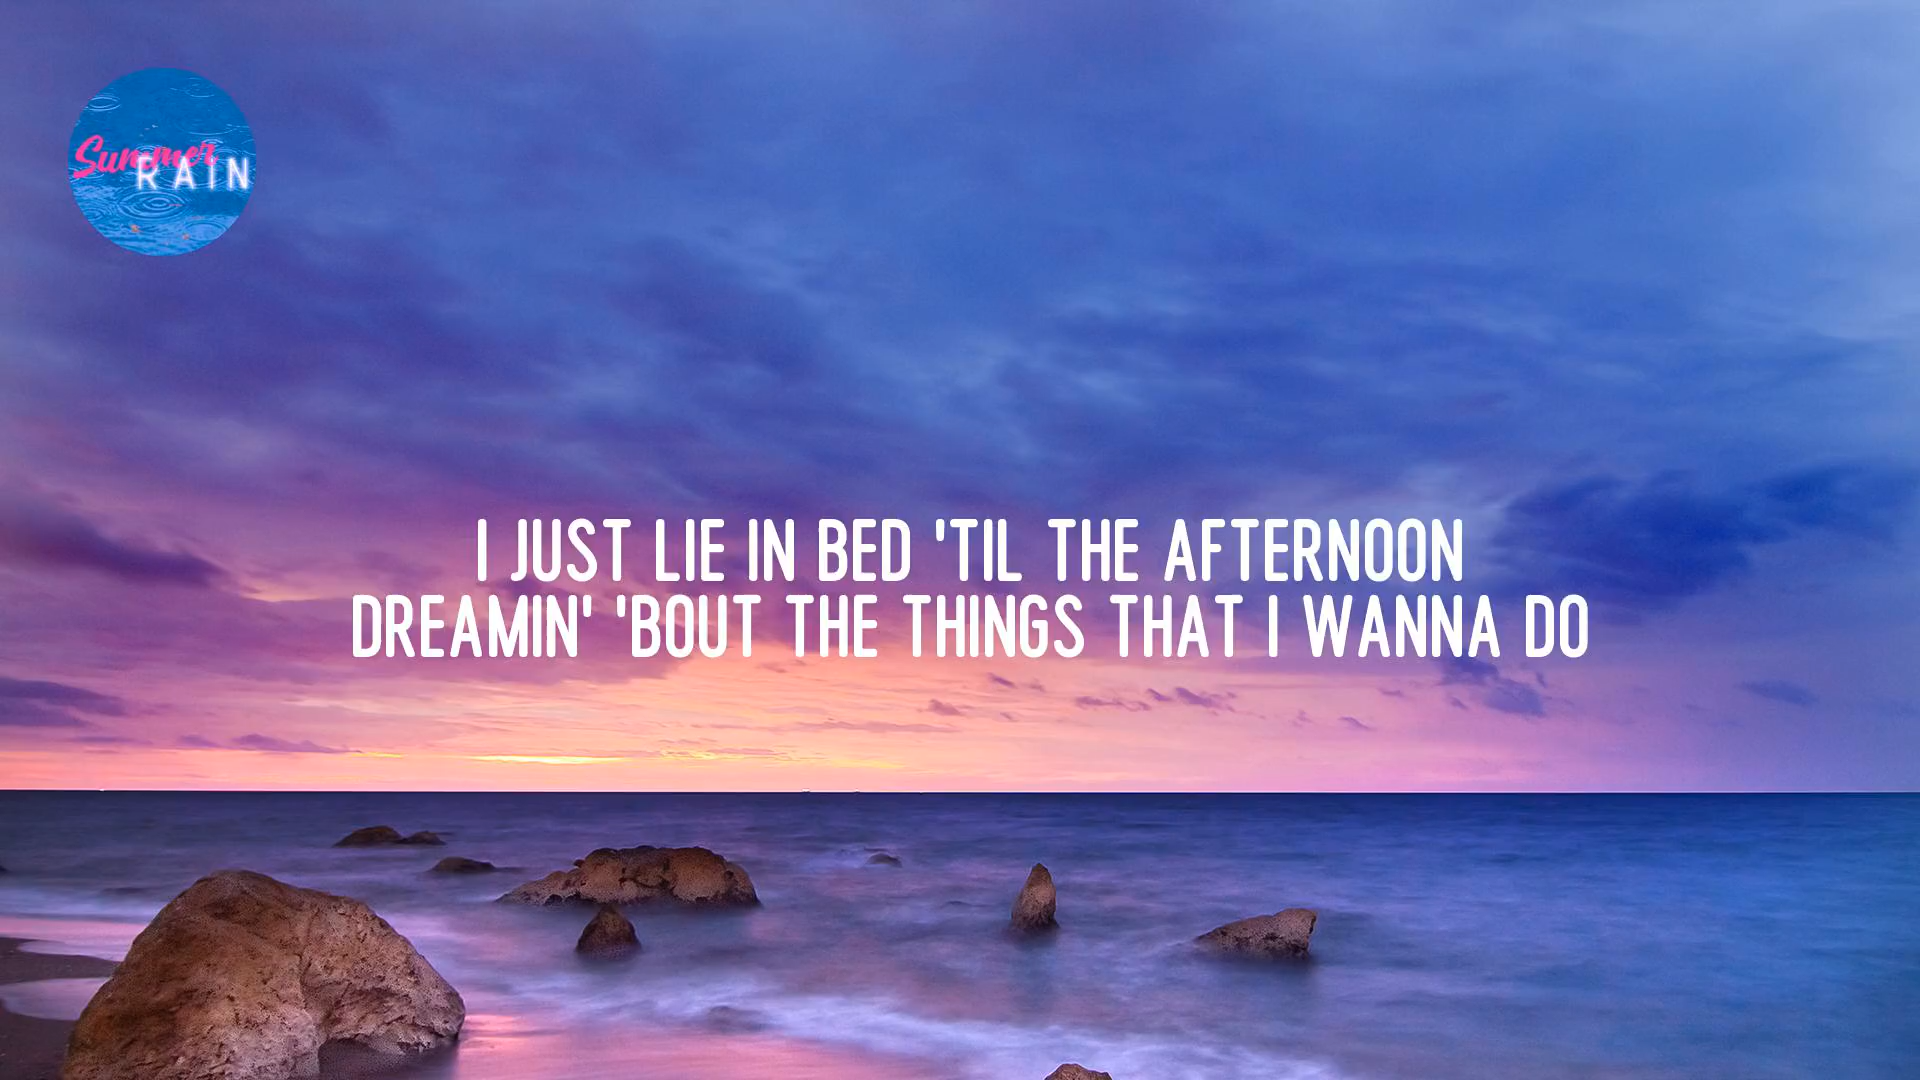 Summer
RAIN
I JUST LIE IN BED 'TIL THE AFTERNOON
DREAMIN' 'BOUT THE THINGS THAT I WANNA DO